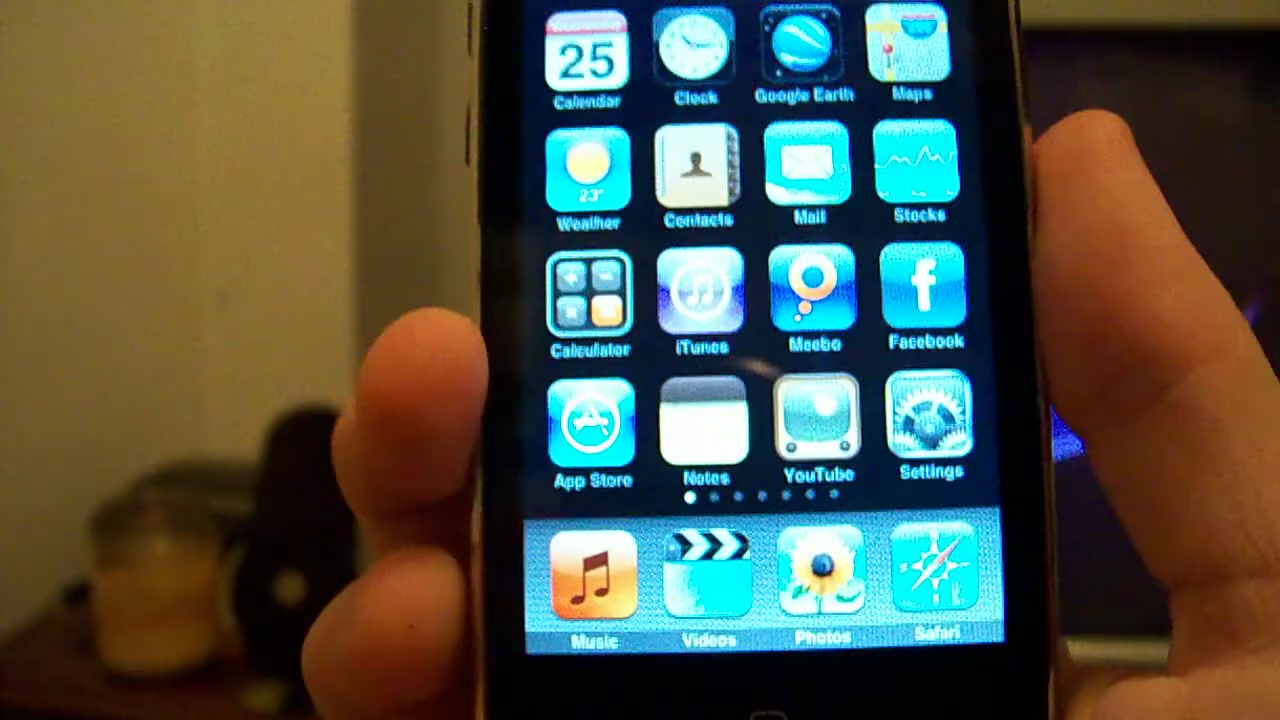 25
Calendar Clock Google Earth Maps
23°
Weather Contacts Mail Stocks
f
Calculator iTunes Meebo Facebook
App Store Notes YouTube Settings
Music Videos Photos Safari